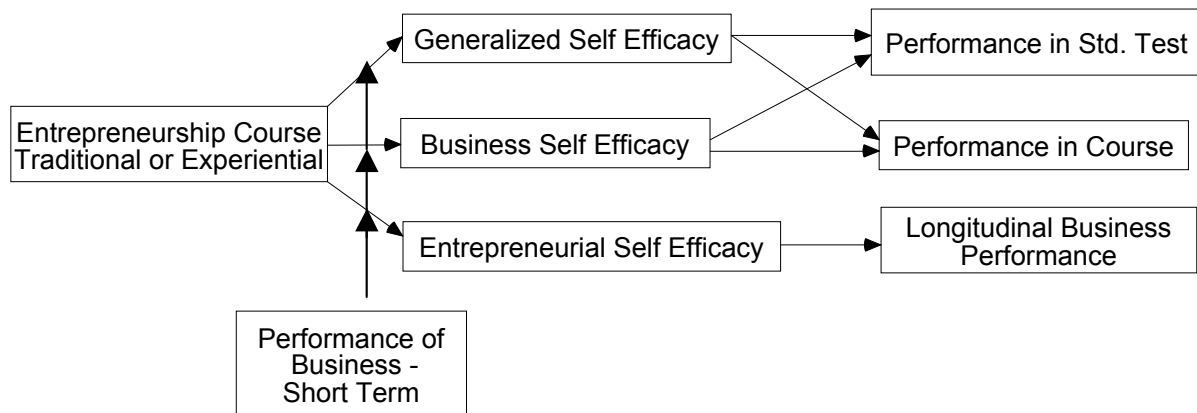 Generalized Self Efficacy
Performance in Std. Test
Entrepreneurship Course
Traditional or Experiential
Business Self Efficacy
Performance in Course
Entrepreneurial Self Efficacy
Longitudinal Business
Performance
Performance of
Business -
Short Term